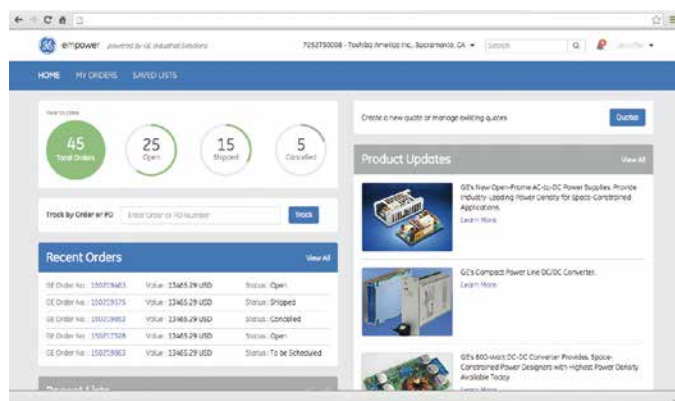 empower powered by GE Industrial Solutions
7252750008 - Toshiba America Inc., Sacramento, CA
Search
HOME MY ORDERS SAVED LISTS
Year to Date
45
Total Orders
25
Open
15
Shipped
5
Cancelled
Track by Order or PO
Enter Order or PO Number
Track
Recent Orders
View All
GE Order No.: Value : 13465.29 USD Status : Open
GE Order No.: Value : 13465.29 USD Status : Shipped
GE Order No.: Value : 13465.29 USD Status : Cancelled
GE Order No.: Value : 13465.29 USD Status : Open
GE Order No.: Value : 13465.29 USD Status : To be Scheduled
Recent Lists
Create a new quote or manage existing quotes
Quotes
Product Updates
View All
GE's New Open-Frame AC-to-DC Power Supplies. Provide
Industry-Leading Power Density for Space-Constrained
Applications.
Learn More
GE's Compact Power Line DC/DC Converter.
Learn More
GE's 800-Watt DC-DC Converter Provides Space-
Constrained Power Designers with Highest Power Density
Available Today
Learn More